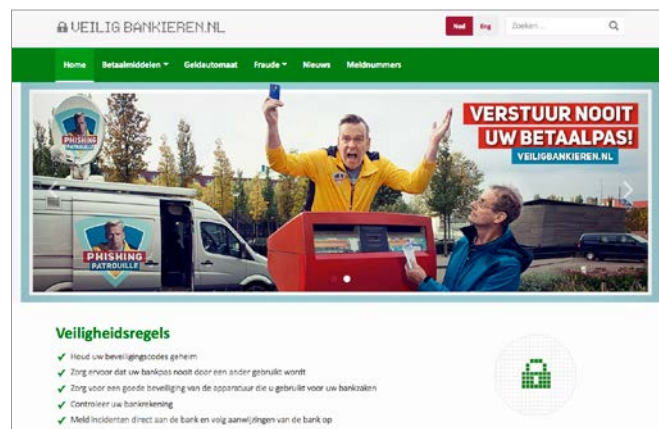 VEILIG BANKIEREN.NL
Ned Eng Zoeken ...
Home Betaalmiddelen Geldautomaat Fraude Nieuws Meldnummers
PHISHING
PATROUILLE
VERSTUUR NOOIT
UW BETAALPAS!
VEILIGBANKIEREN.NL
PHISHING
PATROUILLE
Veiligheidsregels
Houd uw beveiligingscodes geheim
Zorg ervoor dat uw bankpas nooit door een ander gebruikt wordt
Zorg voor een goede beveiliging van de apparatuur die u gebruikt voor uw bankzaken
Controleer uw bankrekening
Meld incidenten direct aan de bank en volg aanwijzingen van de bank op